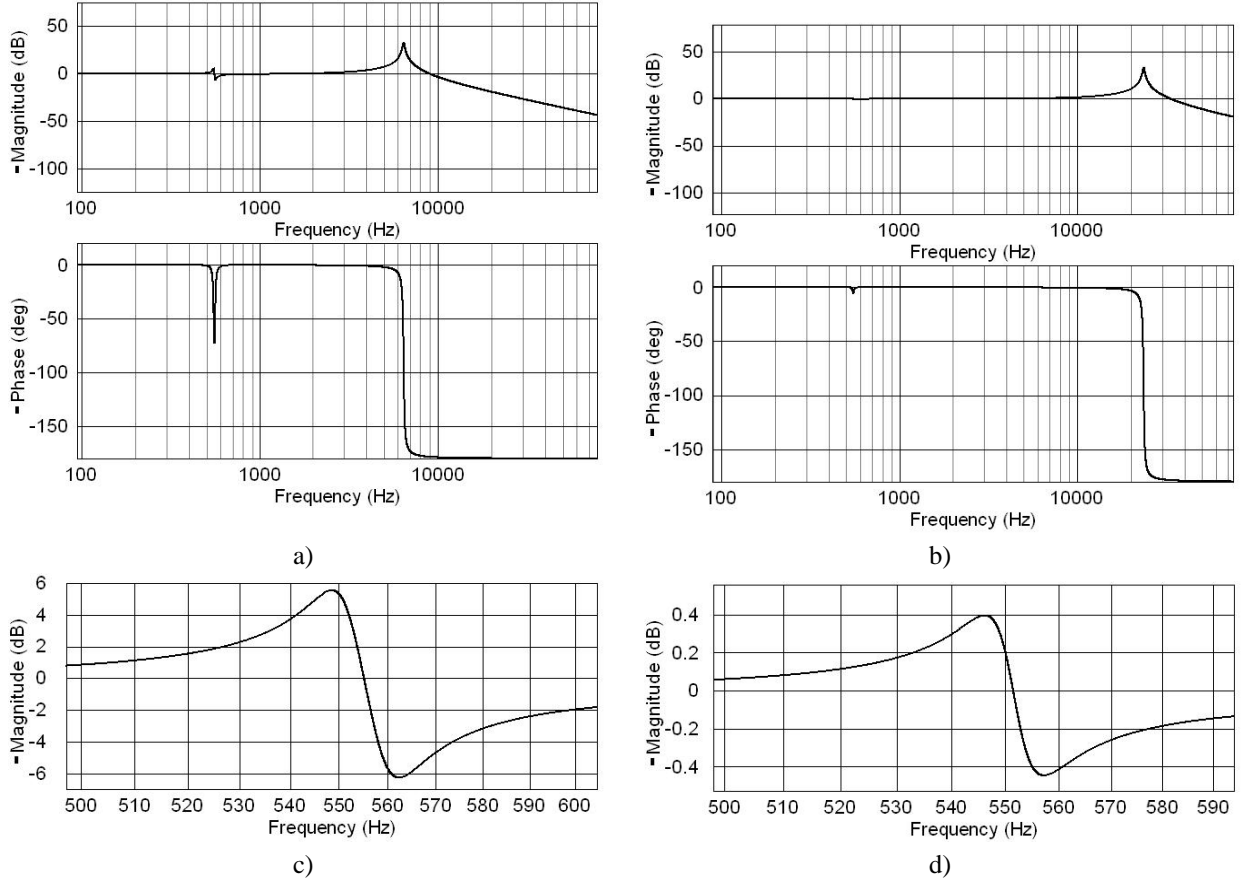 50
0
-50
-100
Magnitude (dB)
100 1000 10000
Frequency (Hz)
0
-50
-100
-150
Phase (deg)
100 1000 10000
Frequency (Hz)
a)
50
0
-50
-100
Magnitude (dB)
100 1000 10000
Frequency (Hz)
0
-50
-100
-150
Phase (deg)
100 1000 10000
Frequency (Hz)
b)
6
4
2
0
-2
-4
-6
Magnitude (dB)
500 510 520 530 540 550 560 570 580 590 600
Frequency (Hz)
c)
0.4
0.2
0
-0.2
-0.4
Magnitude (dB)
500 510 520 530 540 550 560 570 580 590
Frequency (Hz)
d)